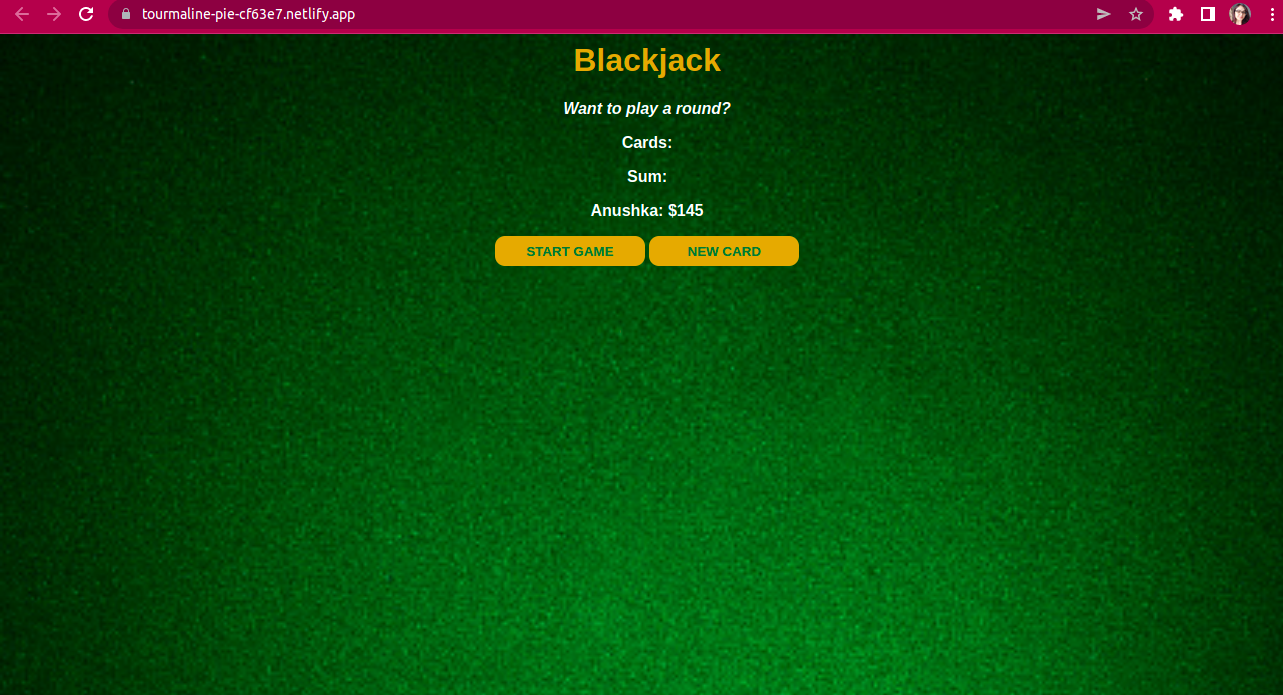 tourmaline-pie-cf63e7.netlify.app
Blackjack
Want to play a round?
Cards:
Sum:
Anushka: $145
START GAME NEW CARD